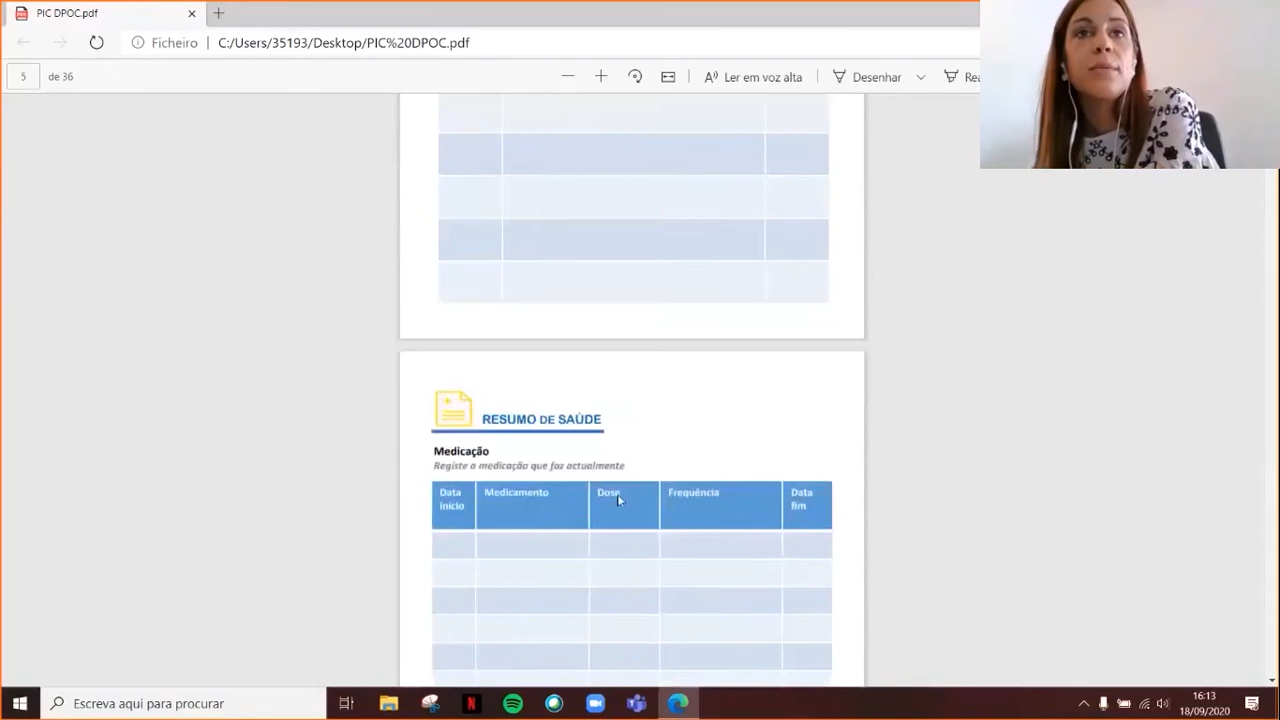 PIC DPOC.pdf
Ficheiro C:/Users/35193/Desktop/PIC%20DPOC.pdf
5 de 36 Ler em voz alta Desenhar Rea
RESUMO DE SAÚDE
Medicação
Registe a medicação que faz actualmente
Data Medicamento Dose Frequência Data
início fim
Escreva aqui para procurar
16:13
18/09/2020